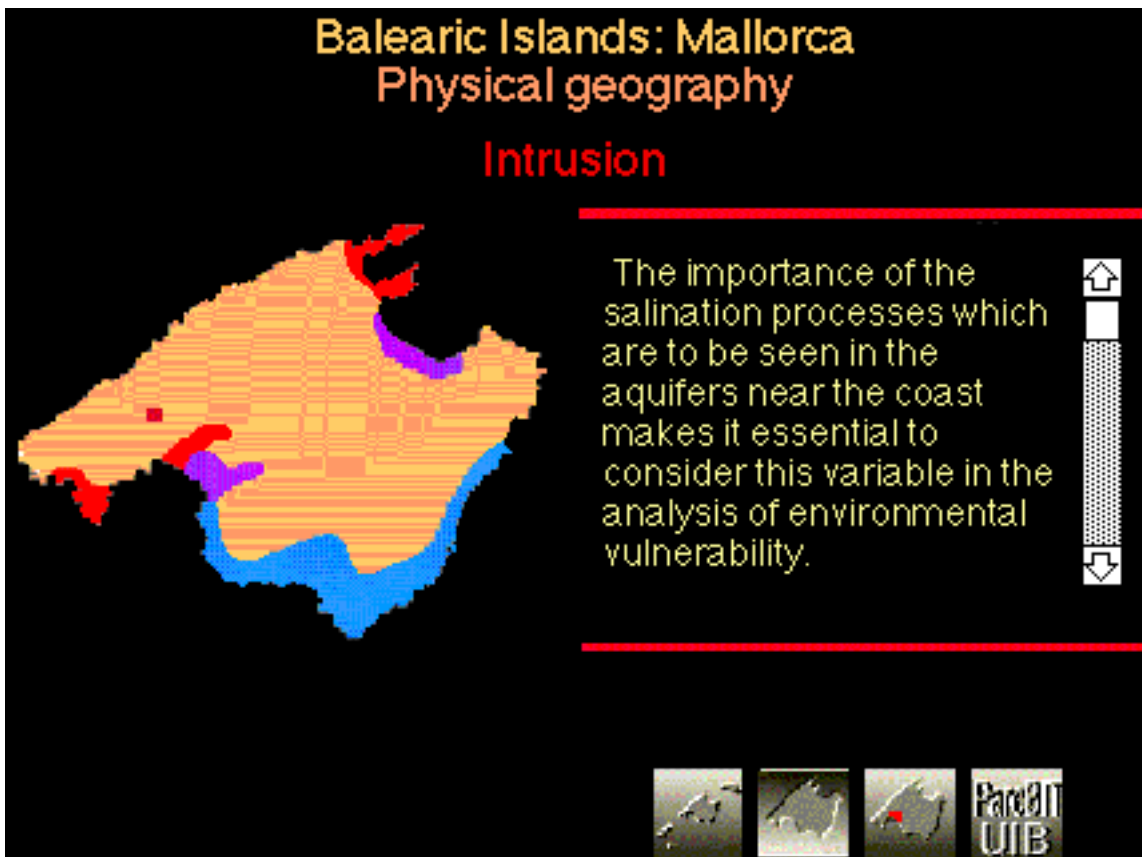 Balearic Islands: Mallorca
Physical geography
Intrusion
The importance of the
salination processes which
are to be seen in the
aquifers near the coast
makes it essential to
consider this variable in the
analysis of environmental
vulnerability.
ParcBIT
UIB